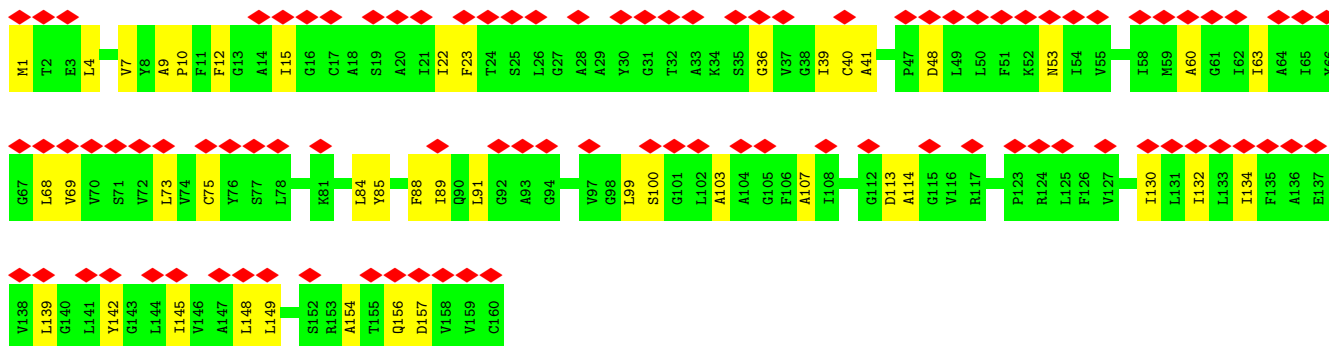 M1 T2 E3 L4 V7 Y8 A9 P10 F11 F12 G13 A14 I15 G16 C17 A18 S19 A20 I21 I22 F23 T24 S25 L26 G27 A28 A29 Y30 G31 T32 A33 K34 S35 G36 V37 G38 I39 C40 A41 P47 D48 L49 L50 F51 K52 N53 I54 V55 I58 M59 A60 G61 I62 I63 A64 I65
G67 L68 V69 V70 S71 V72 L73 V74 C75 Y76 S77 L78 K81 L84 Y85 F88 I89 Q90 L91 G92 A93 G94 V97 G98 L99 S100 G101 L102 A103 A104 G105 F106 A107 I108 G112 D113 A114 G115 V116 R117 P123 R124 L125 F126 V127 I130 L131 I132 L133 I134 F135 A136 E137
V138 L139 G140 L141 Y142 G143 L144 I145 V146 A147 L148 L149 S152 R153 A154 T155 Q156 D157 V158 V159 C160